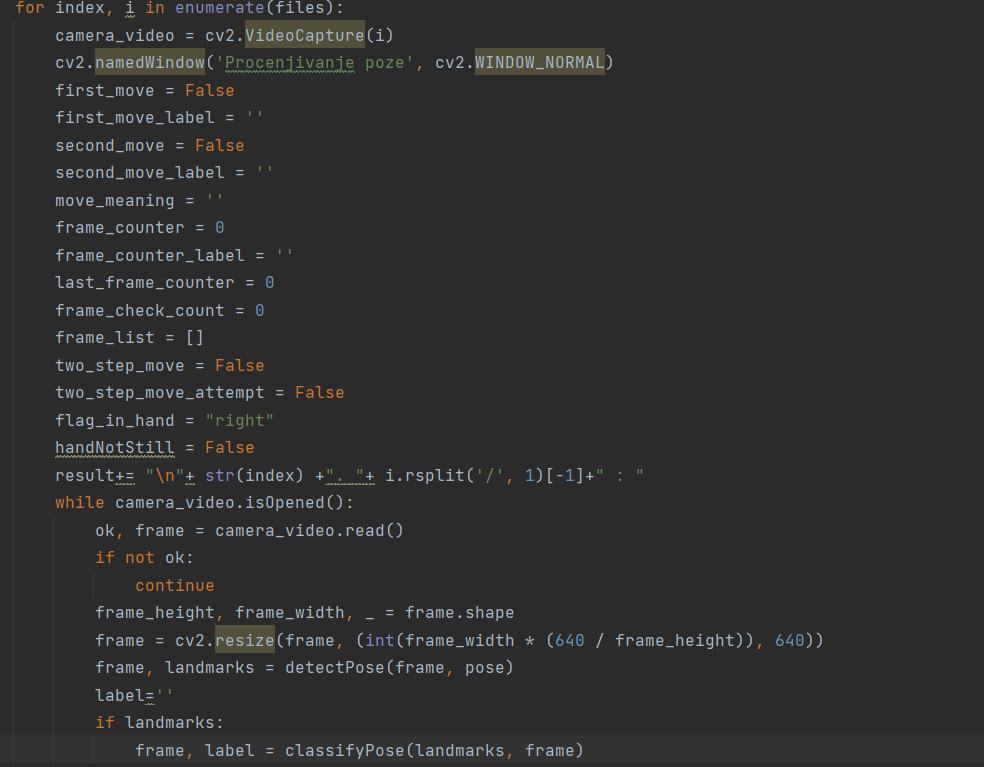 for index, i in enumerate(files):
    camera_video = cv2.VideoCapture(i)
    cv2.namedWindow('Procenjivanje poze', cv2.WINDOW_NORMAL)
    first_move = False
    first_move_label = ''
    second_move = False
    second_move_label = ''
    move_meaning = ''
    frame_counter = 0
    frame_counter_label = ''
    last_frame_counter = 0
    frame_check_count = 0
    frame_list = []
    two_step_move = False
    two_step_move_attempt = False
    flag_in_hand = "right"
    handNotStill = False
    result+= "\n"+ str(index) +". "+ i.rsplit('/', 1)[-1]+" : "
    while camera_video.isOpened():
        ok, frame = camera_video.read()
        if not ok:
            continue
        frame_height, frame_width, _ = frame.shape
        frame = cv2.resize(frame, (int(frame_width * (640 / frame_height)), 640))
        frame, landmarks = detectPose(frame, pose)
        label=''
        if landmarks:
            frame, label = classifyPose(landmarks, frame)